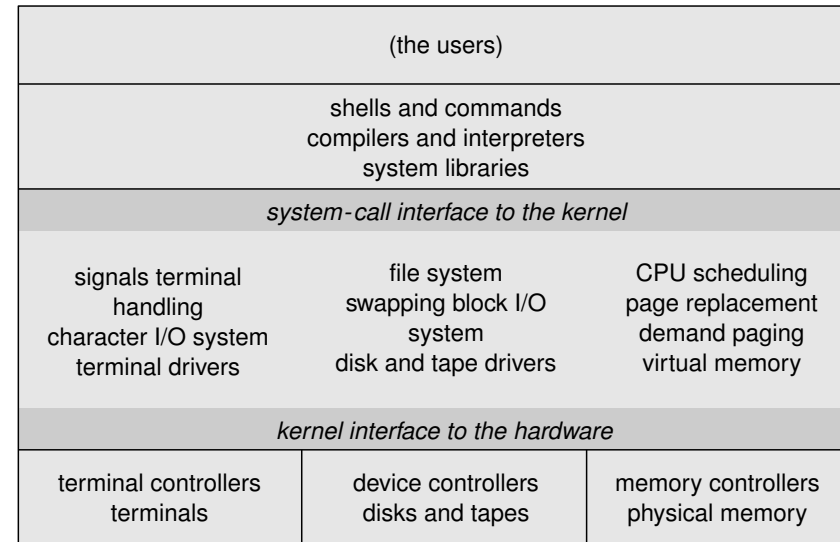 (the users)
shells and commands
compilers and interpreters
system libraries
system-call interface to the kernel
signals terminal
handling
character I/O system
terminal drivers
file system
swapping block I/O
system
disk and tape drivers
CPU scheduling
page replacement
demand paging
virtual memory
kernel interface to the hardware
terminal controllers
terminals
device controllers
disks and tapes
memory controllers
physical memory